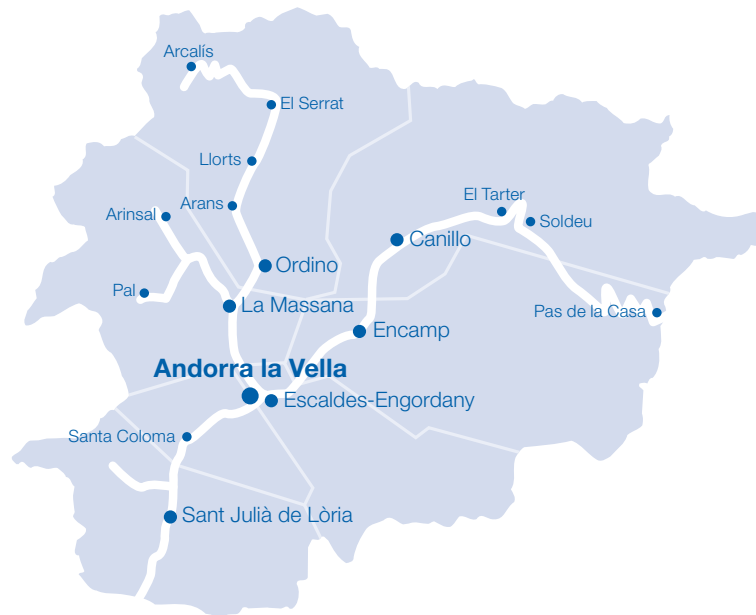 Arcalís
El Serrat
Llorts
El Tarter
Arans
Arinsal
Soldeu
Canillo
Ordino
Pal
La Massana
Pas de la Casa
Encamp
Andorra la Vella
Escaldes-Engordany
Santa Coloma
Sant Julià de Lòria